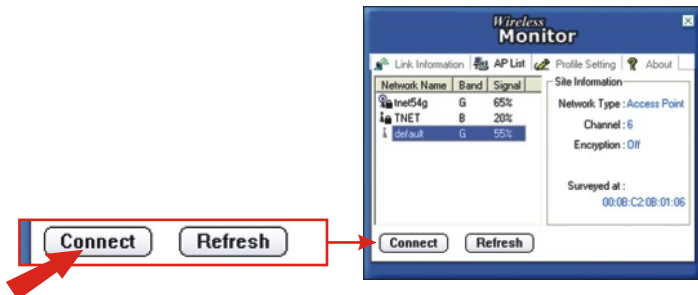 Wireless
Monitor
Link Information AP List Profile Setting About
Network Name Band Signal
tnet54g G 65%
TNET B 20%
default G 55%
Site Information
Network Type : Access Point
Channel : 6
Encryption : Off
Surveyed at :
00:0B:C2:0B:01:06
Connect Refresh
Connect Refresh